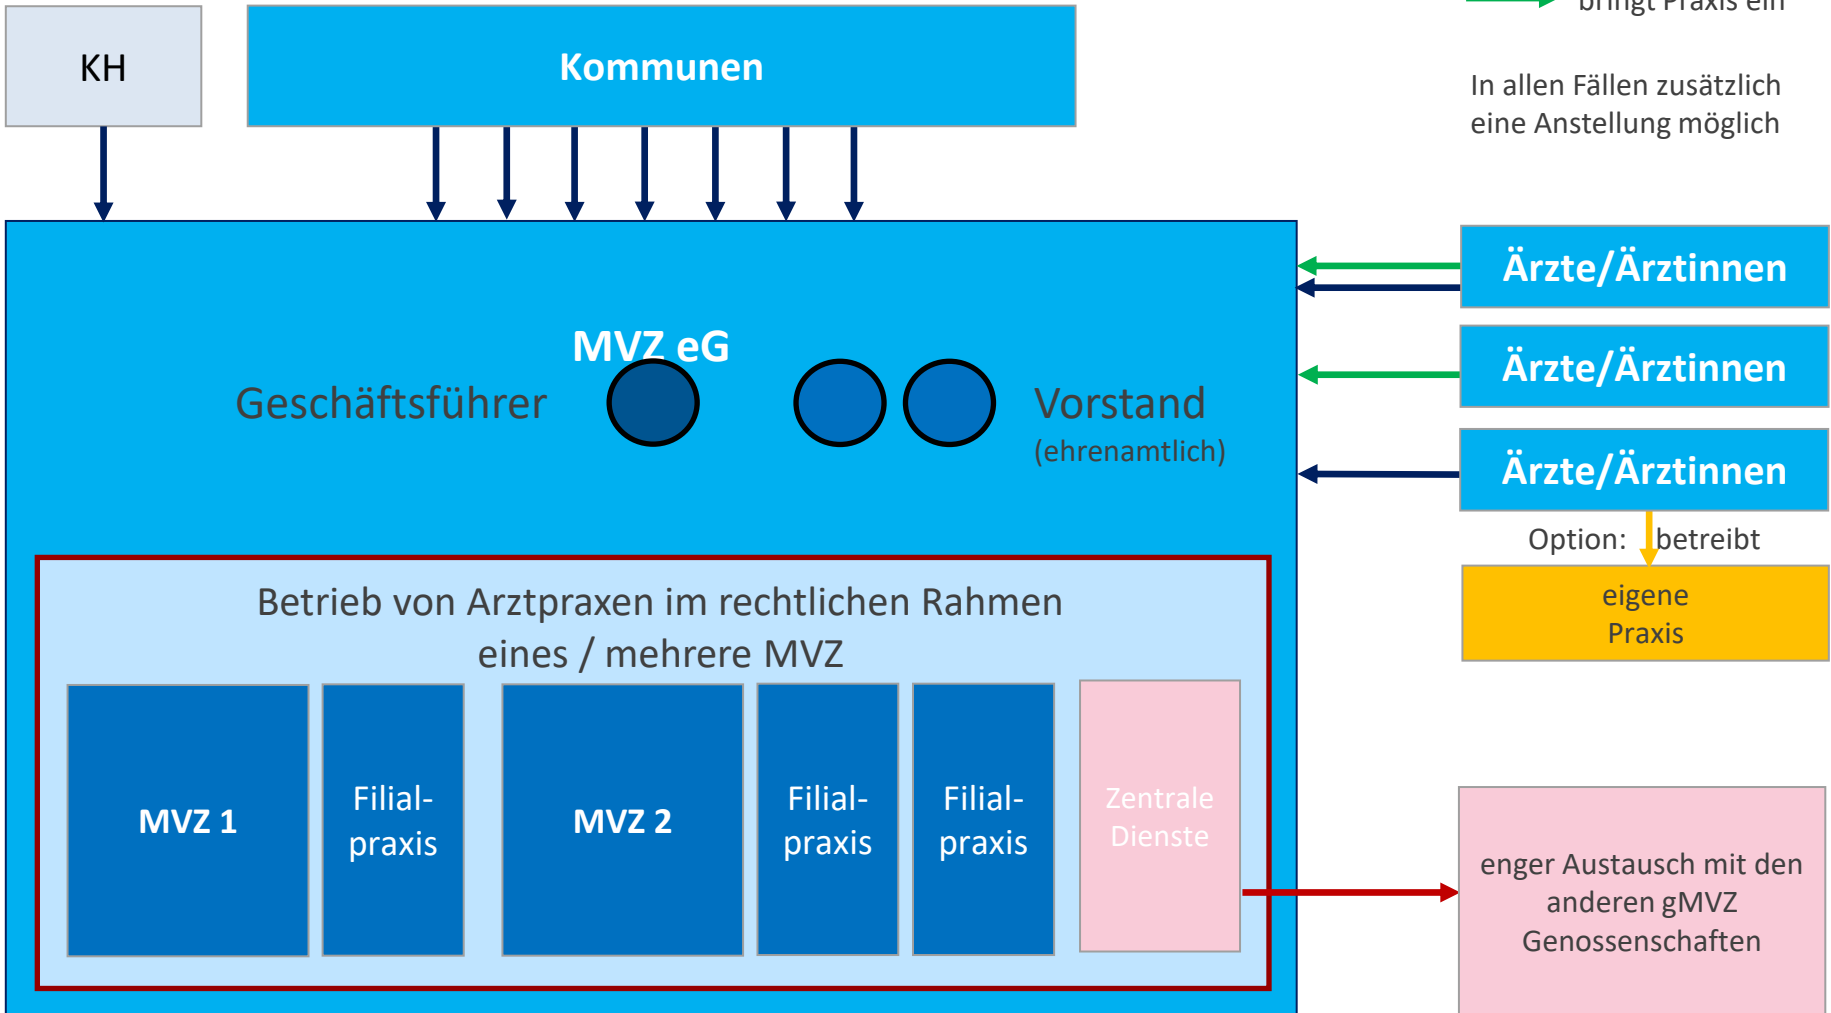 bringt Praxis ein
KH
Kommunen
In allen Fällen zusätzlich
eine Anstellung möglich
Ärzte/Ärztinnen
MVZ eG
Geschäftsführer
Vorstand
(ehrenamtlich)
Ärzte/Ärztinnen
Ärzte/Ärztinnen
Option: betreibt
eigene
Praxis
Betrieb von Arztpraxen im rechtlichen Rahmen
eines / mehrere MVZ
MVZ 1
Filial-
praxis
MVZ 2
Filial-
praxis
Filial-
praxis
Zentrale
Dienste
enger Austausch mit den
anderen gMVZ
Genossenschaften